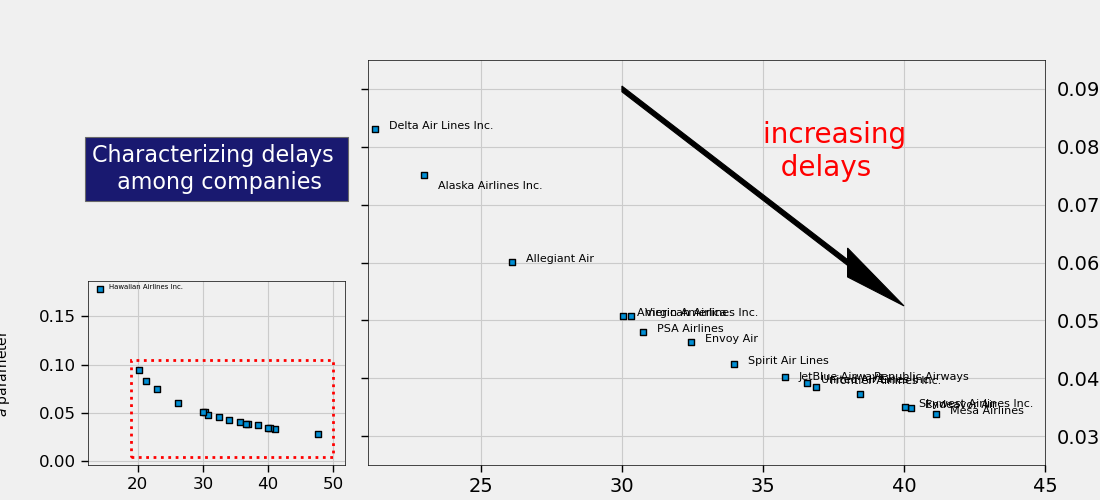 Characterizing delays
among companies
increasing
delays
Delta Air Lines Inc.
Alaska Airlines Inc.
Allegiant Air
PSA Airlines
Envoy Air
Spirit Air Lines
Republic Airways
Mesa Airlines
0.09
0.08
0.07
0.06
0.05
0.04
0.03
25
30
35
40
45
Hawaiian Airlines Inc.
0.15
0.10
0.05
0.00
20
30
40
50
parameter